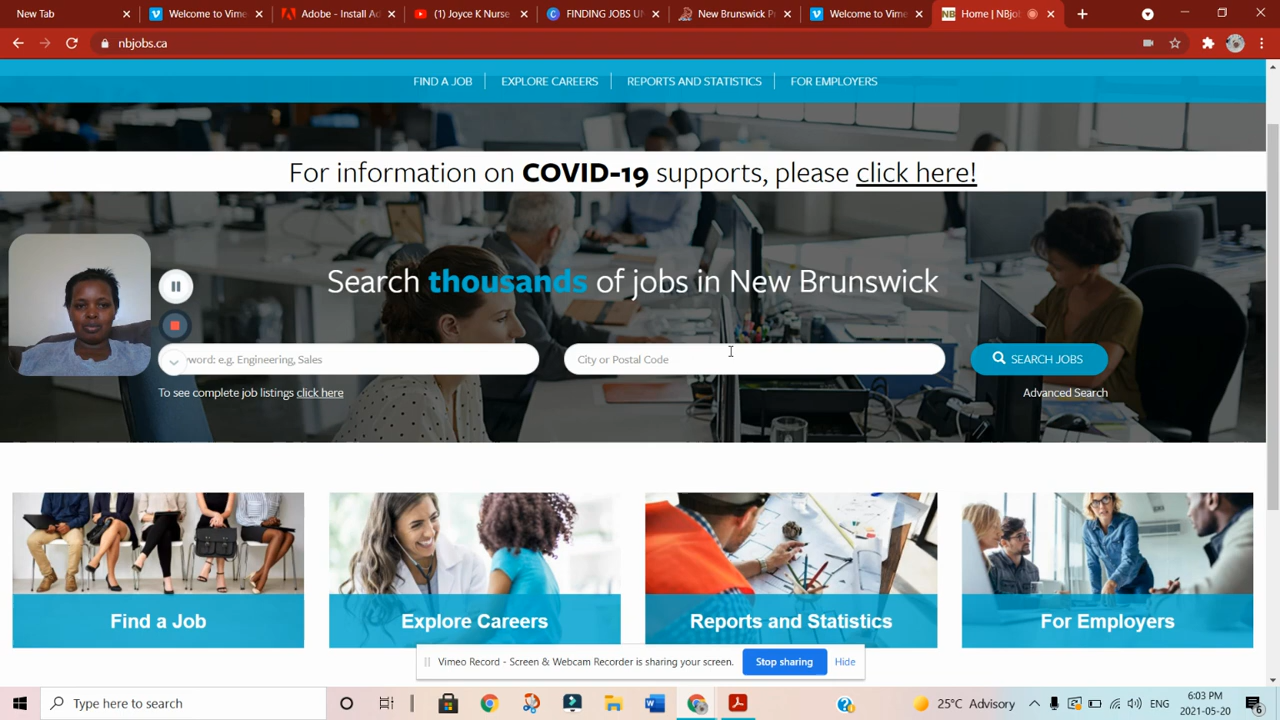 New Tab
Welcome to Vime
Adobe - Install Ad
(1) Joyce K Nurse
FINDING JOBS UN
New Brunswick Pr
Welcome to Vime
NB
Home | NBjob
nbjobs.ca
FIND A JOB
EXPLORE CAREERS
REPORTS AND STATISTICS
FOR EMPLOYERS
For information on COVID-19 supports, please click here!
Search thousands of jobs in New Brunswick
word: e.g. Engineering, Sales
City or Postal Code
SEARCH JOBS
To see complete job listings click here
Advanced Search
Find a Job
Explore Careers
Reports and Statistics
For Employers
Vimeo Record - Screen & Webcam Recorder is sharing your screen.
Stop sharing
Hide
Type here to search
25°C Advisory
ENG
6:03 PM
2021-05-20
6